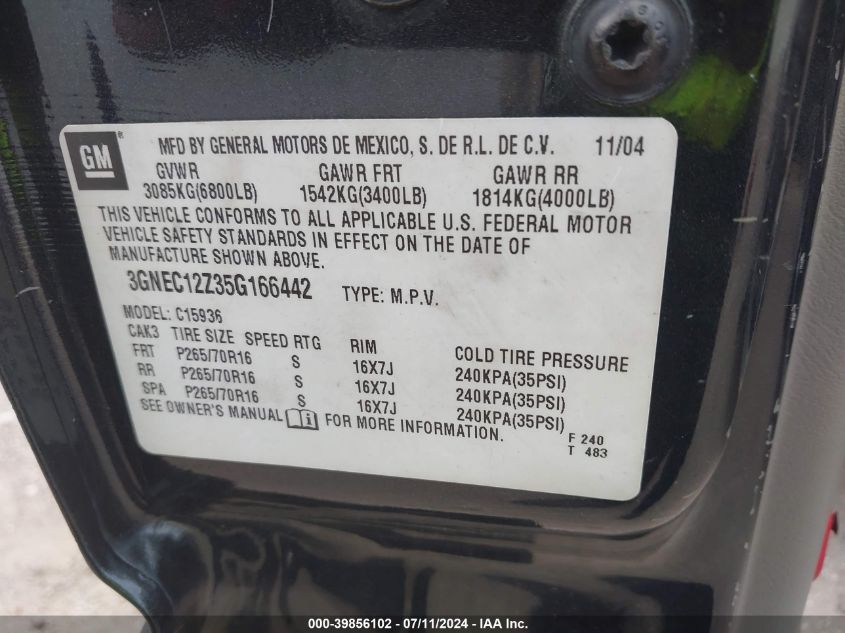 SOT
GM®
MFD BY GENERAL MOTORS DE MEXICO, S. DE R.L. DE C.V. 11/04
GVWR GAWR FRT GAWR RR
3085KG(6800LB) 1542KG(3400LB) 1814KG(4000LB)
THIS VEHICLE CONFORMS TO ALL APPLICABLE U.S. FEDERAL MOTOR
VEHICLE SAFETY STANDARDS IN EFFECT ON THE DATE OF
MANUFACTURE SHOWN ABOVE.
3GNEC12Z35G166442 TYPE: M.P.V.
MODEL: C15936
CAK3 TIRE SIZE SPEED RTG RIM COLD TIRE PRESSURE
FRT P265/70R16 S 16X7J 240KPA(35PSI)
RR P265/70R16 S 16X7J 240KPA(35PSI)
SPA P265/70R16 S 16X7J 240KPA(35PSI)
SEE OWNER'S MANUAL i FOR MORE INFORMATION.
F 240
T 483
000-39856102 - 07/11/2024 - IAA Inc.